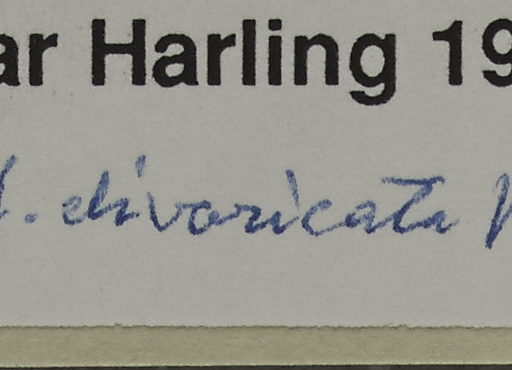 ar Harling 19
. divaricata